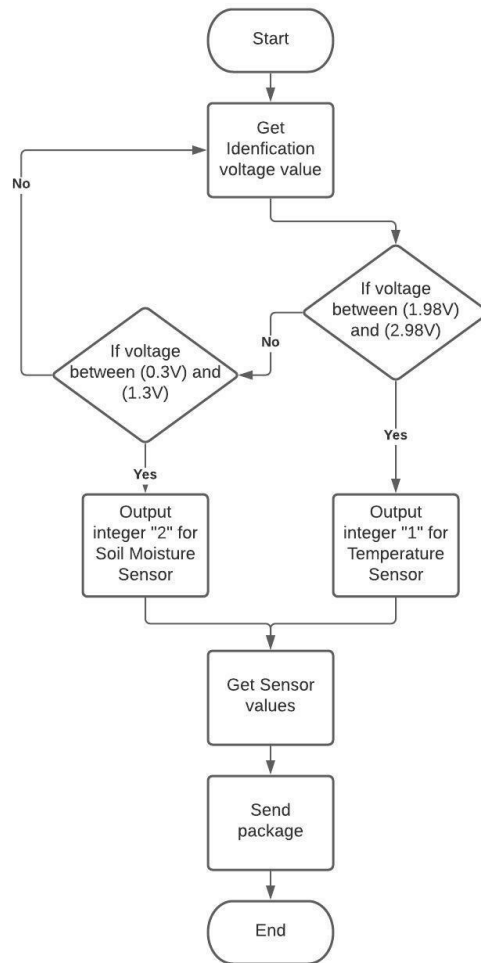 Start
Get
Idenfication
voltage value
No
If voltage
between (1.98V)
and (2.98V)
No
If voltage
between (0.3V) and
(1.3V)
Yes
Yes
Output
integer "2" for
Soil Moisture
Sensor
Output
integer "1" for
Temperature
Sensor
Get Sensor
values
Send
package
End